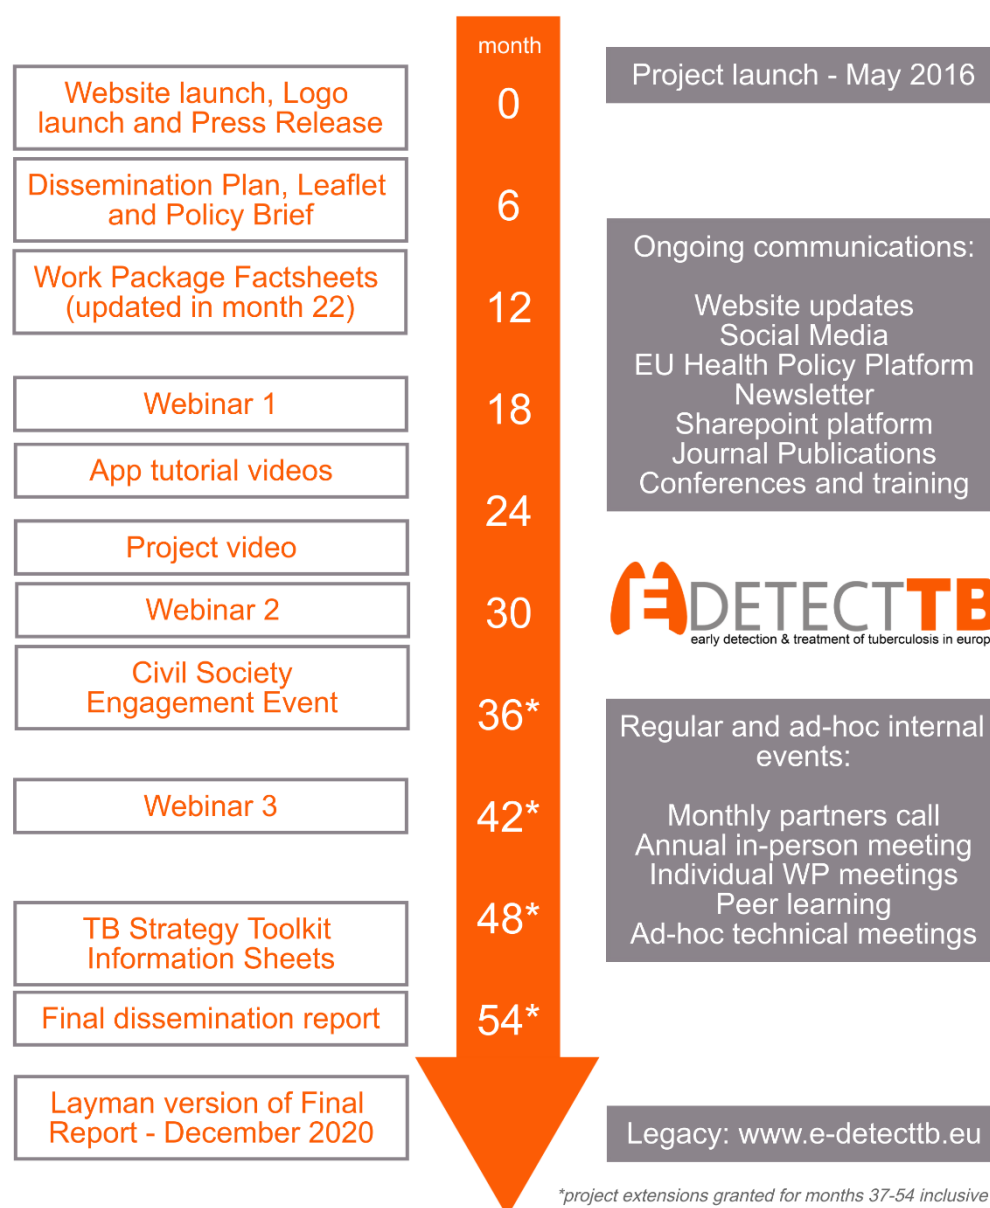 month
0
6
12
18
24
30
36*
42*
48*
54*
Website launch, Logo
launch and Press Release
Dissemination Plan, Leaflet
and Policy Brief
Work Package Factsheets
(updated in month 22)
Webinar 1
App tutorial videos
Project video
Webinar 2
Civil Society
Engagement Event
Webinar 3
TB Strategy Toolkit
Information Sheets
Final dissemination report
Layman version of Final
Report - December 2020
Project launch - May 2016
Ongoing communications:
Website updates
Social Media
EU Health Policy Platform
Newsletter
Sharepoint platform
Journal Publications
Conferences and training
E DETECTTB
early detection & treatment of tuberculosis in europ
Regular and ad-hoc internal
events:
Monthly partners call
Annual in-person meeting
Individual WP meetings
Peer learning
Ad-hoc technical meetings
Legacy: www.e-detecttb.eu
*project extensions granted for months 37-54 inclusive